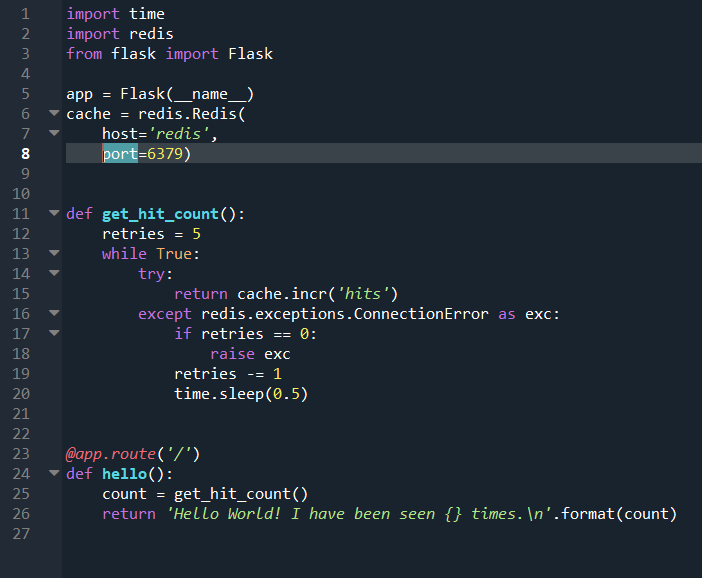 1 import time
2 import redis
3 from flask import Flask
4
5 app = Flask(__name__)
6 cache = redis.Redis(
7     host='redis',
8     port=6379)
9
10
11 def get_hit_count():
12     retries = 5
13     while True:
14         try:
15             return cache.incr('hits')
16         except redis.exceptions.ConnectionError as exc:
17             if retries == 0:
18                 raise exc
19             retries -= 1
20             time.sleep(0.5)
21
22
23 @app.route('/')
24 def hello():
25     count = get_hit_count()
26     return 'Hello World! I have been seen {} times.\n'.format(count)
27